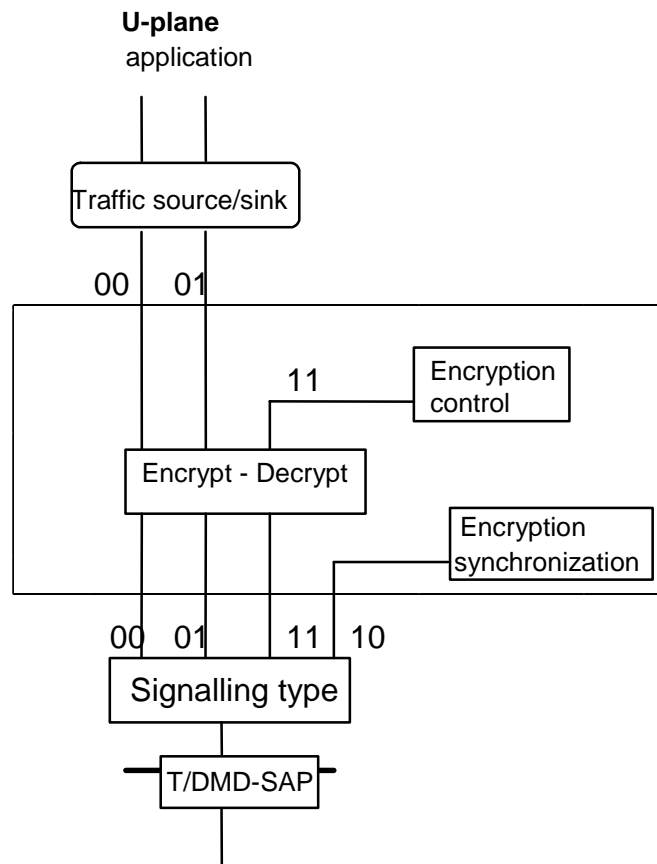 U-plane
application
Traffic source/sink
00 01
11
Encryption
control
Encrypt - Decrypt
Encryption
synchronization
00 01 11 10
Signalling type
T/DMD-SAP